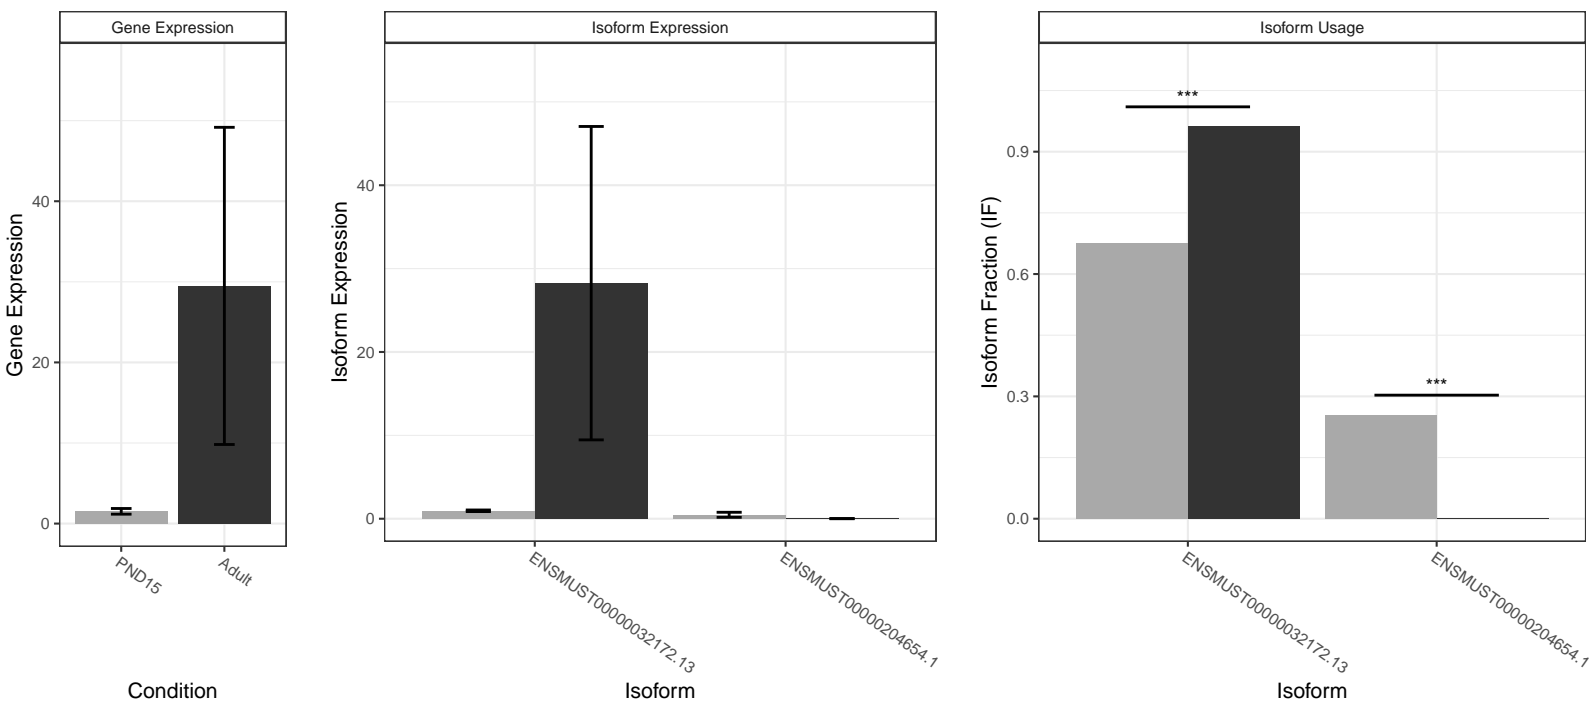 Gene Expression
Gene Expression
40
20
0
PND15
Adult
Condition
Isoform Expression
Isoform Expression
40
20
0
ENSMUST00000032172.13
ENSMUST00000204654.1
Isoform
Isoform Usage
Isoform Fraction (IF)
0.9
0.6
0.3
0.0
***
***
ENSMUST00000032172.13
ENSMUST00000204654.1
Isoform